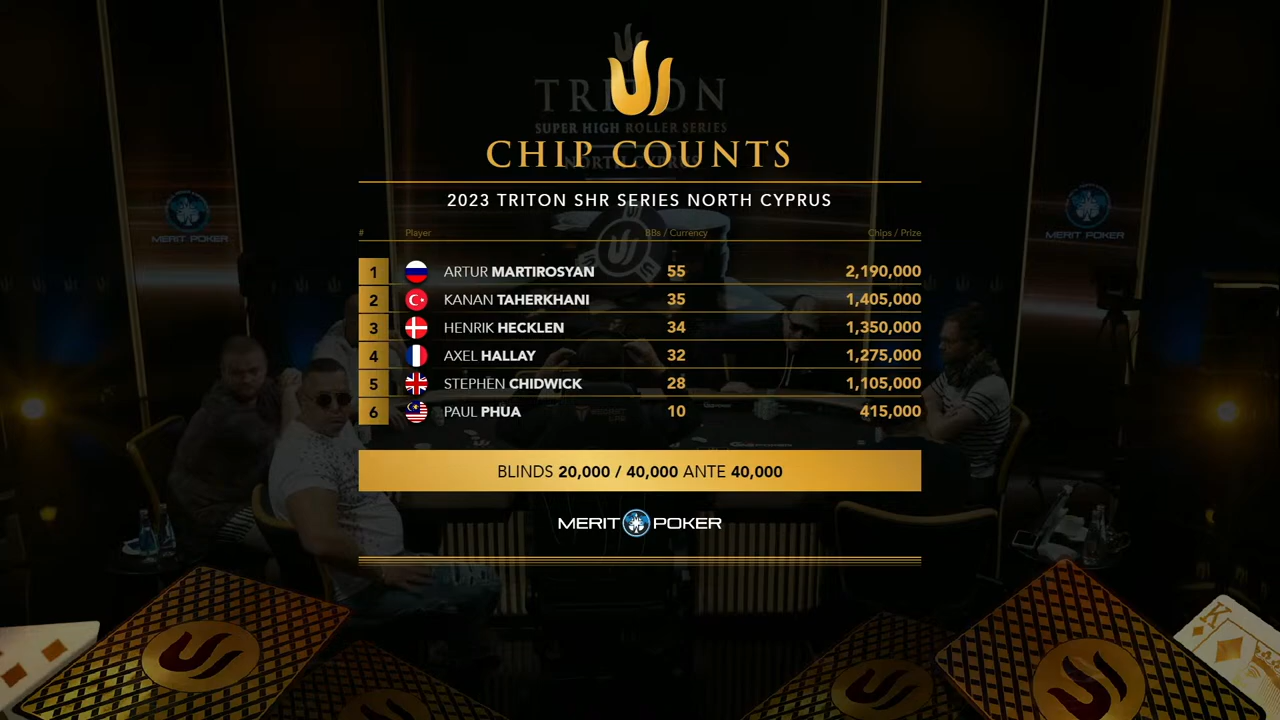 TRITON
SUPER HIGH ROLLER SERIES
NORTH CYPRUS
CHIP COUNTS
2023 TRITON SHR SERIES NORTH CYPRUS
# Player BBs / Currency Chips / Prize
1 ARTUR MARTIROSYAN 55 2,190,000
2 KANAN TAHERKHANI 35 1,405,000
3 HENRIK HECKLEN 34 1,350,000
4 AXEL HALLAY 32 1,275,000
5 STEPHEN CHIDWICK 28 1,105,000
6 PAUL PHUA 10 415,000
BLINDS 20,000 / 40,000 ANTE 40,000
MERIT POKER
MERIT POKER
MERIT POKER
K